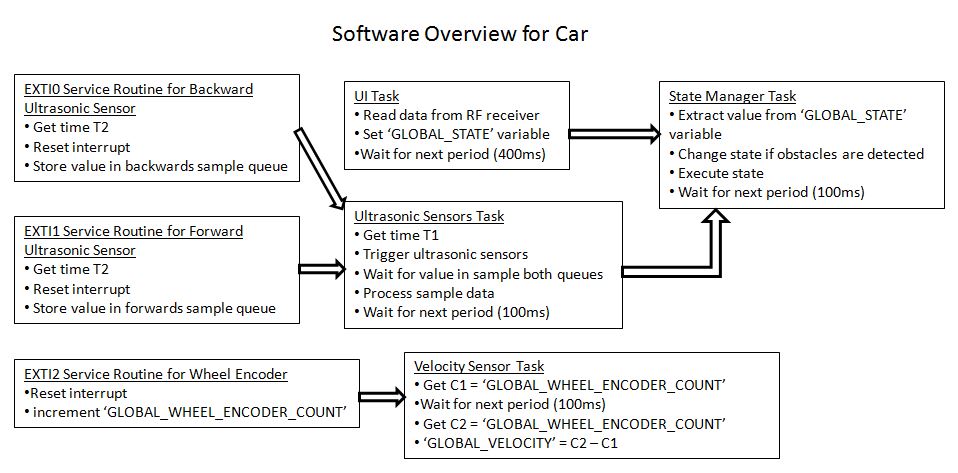 Software Overview for Car
EXTI0 Service Routine for Backward
Ultrasonic Sensor
• Get time T2
• Reset interrupt
• Store value in backwards sample queue
UI Task
• Read data from RF receiver
• Set ‘GLOBAL_STATE’ variable
•Wait for next period (400ms)
State Manager Task
• Extract value from ‘GLOBAL_STATE’
variable
• Change state if obstacles are detected
• Execute state
• Wait for next period (100ms)
EXTI1 Service Routine for Forward
Ultrasonic Sensor
• Get time T2
• Reset interrupt
• Store value in forwards sample queue
Ultrasonic Sensors Task
• Get time T1
• Trigger ultrasonic sensors
• Wait for value in sample both queues
• Process sample data
• Wait for next period (100ms)
EXTI2 Service Routine for Wheel Encoder
•Reset interrupt
• increment ‘GLOBAL_WHEEL_ENCODER_COUNT’
Velocity Sensor Task
• Get C1 = ‘GLOBAL_WHEEL_ENCODER_COUNT’
•Wait for next period (100ms)
• Get C2 = ‘GLOBAL_WHEEL_ENCODER_COUNT’
• ‘GLOBAL_VELOCITY’ = C2 – C1